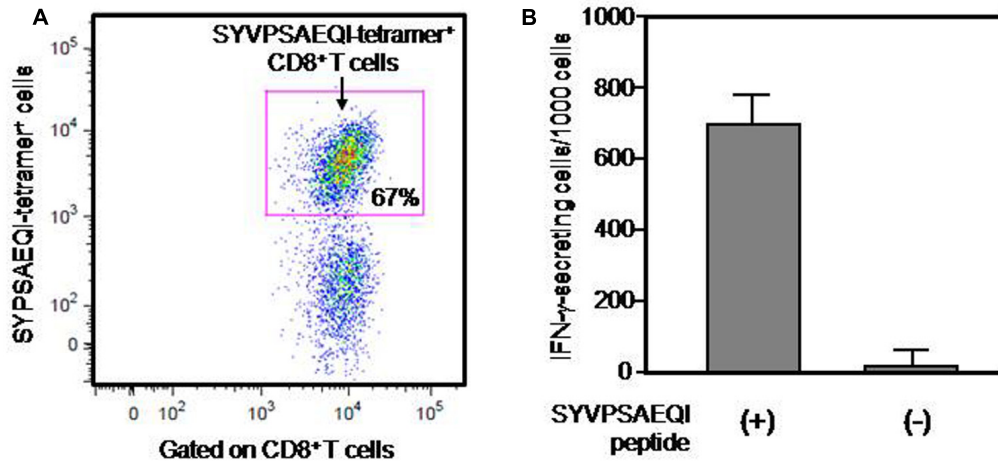 A
SYVPSAEQI-tetramer⁺
CD8⁺ T cells
SYPSAEQI-tetramer⁺ cells
10⁵
10⁴
10³
10²
0
67%
0 10² 10³ 10⁴ 10⁵
Gated on CD8⁺ T cells
B
IFN-γ-secreting cells/1000 cells
1000
800
600
400
200
0
SYVPSAEQI
peptide
(+) (-)